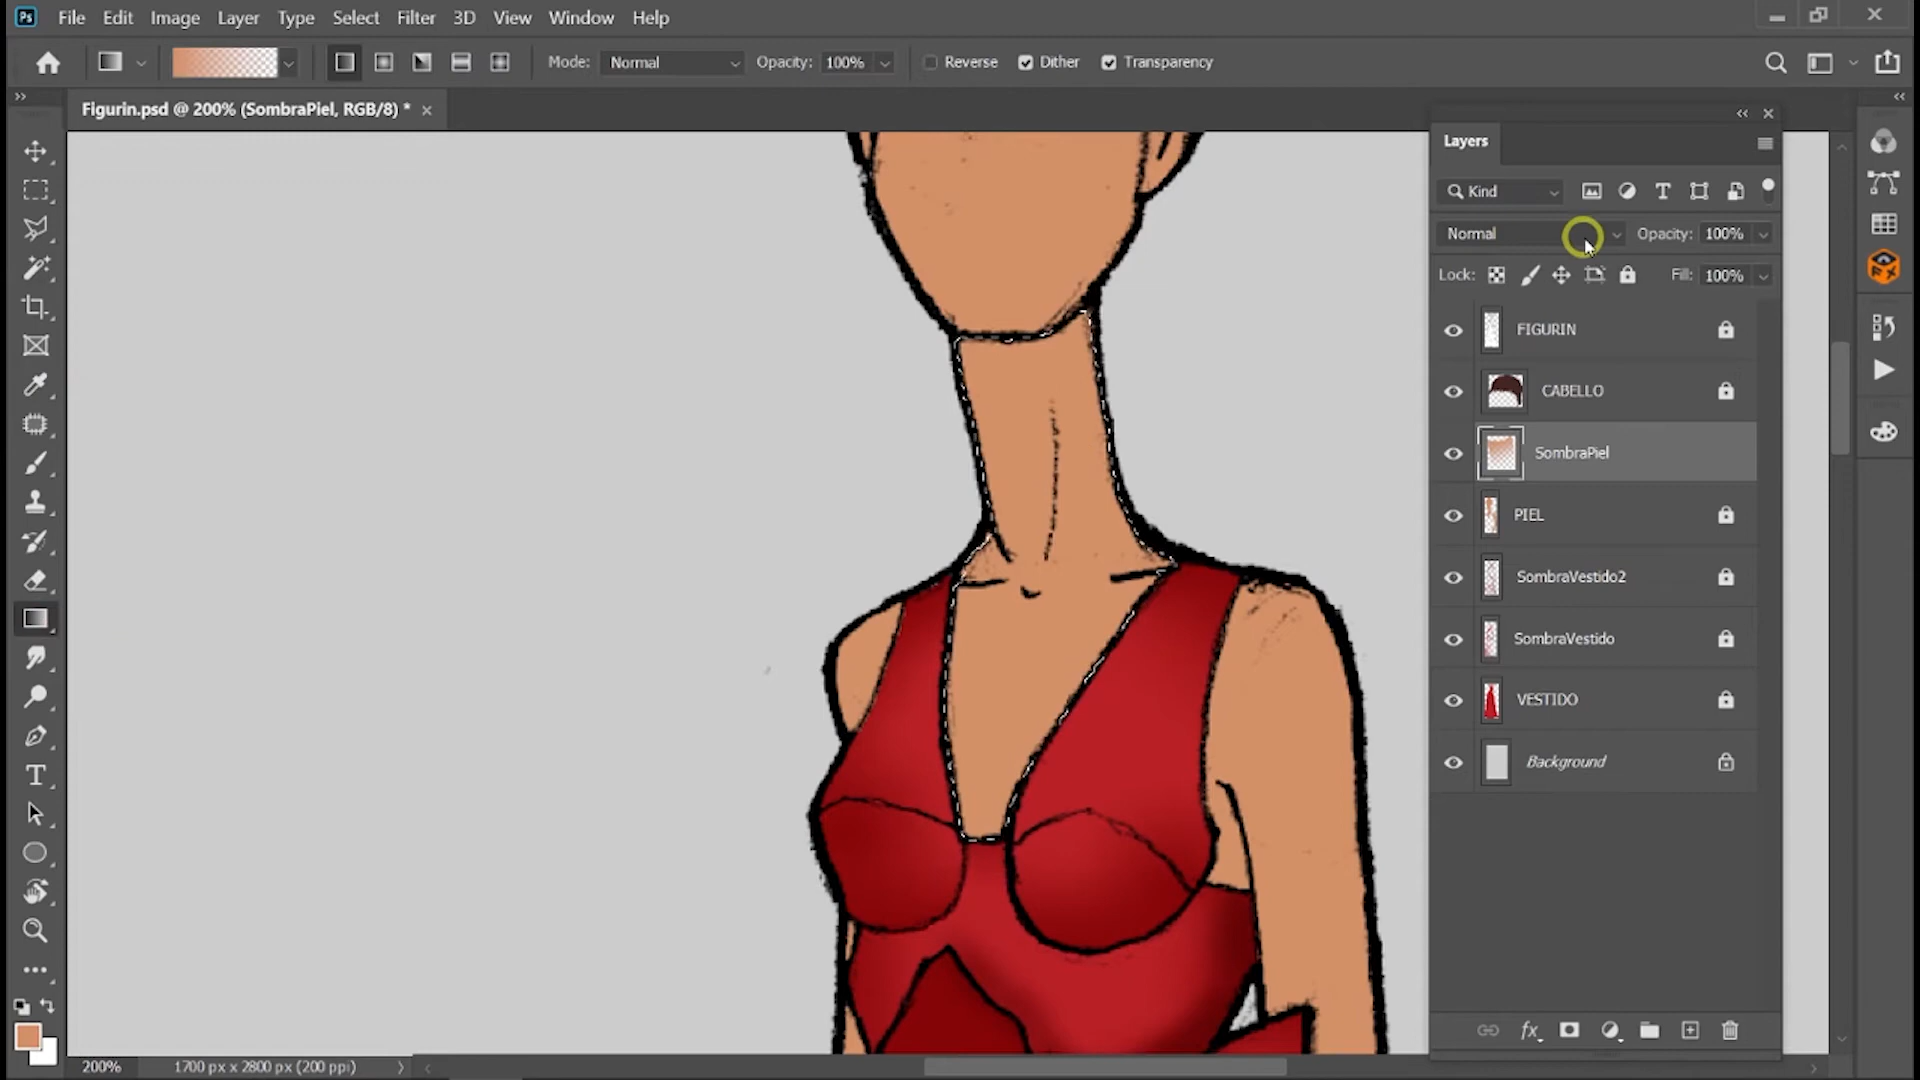 Ps File Edit Image Layer Type Select Filter 3D View Window Help
Mode: Normal Opacity: 100% Reverse Dither Transparency
Figurin.psd @ 200% (SombraPiel, RGB/8) *
Layers
Kind
Normal Opacity: 100%
Lock: Fill: 100%
FIGURIN
CABELLO
SombraPiel
PIEL
SombraVestido2
SombraVestido
VESTIDO
Background
fx
200% 1700 px x 2800 px (200 ppi)